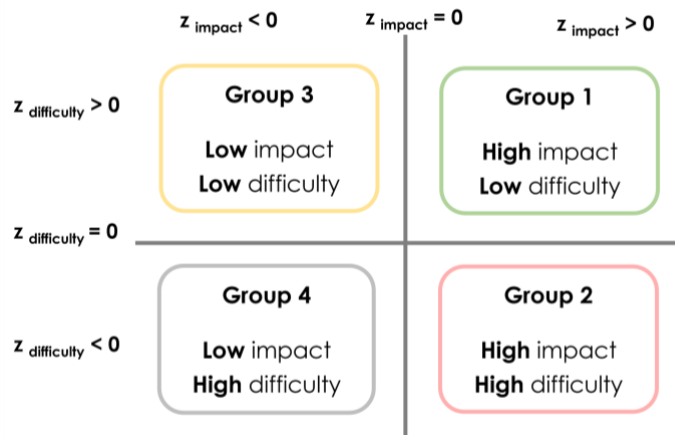 z impact < 0
z impact = 0
z impact > 0
z difficulty > 0
Group 3
Low impact
Low difficulty
Group 1
High impact
Low difficulty
z difficulty = 0
z difficulty < 0
Group 4
Low impact
High difficulty
Group 2
High impact
High difficulty